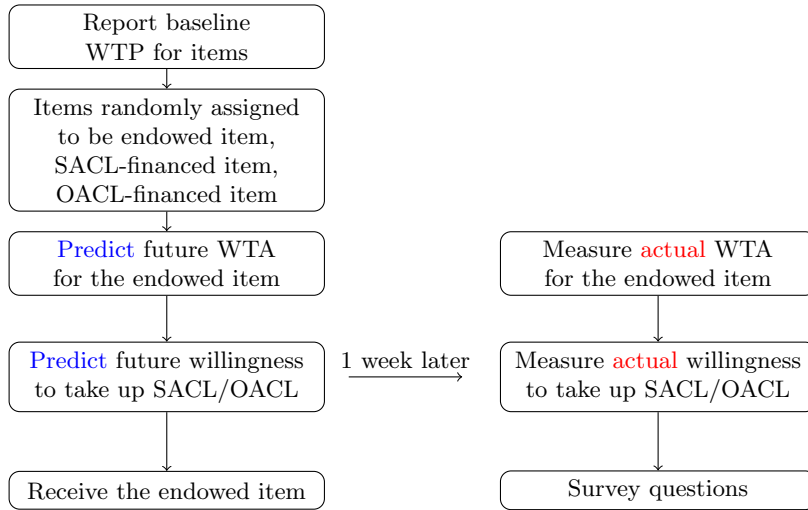 Report baseline
WTP for items
Items randomly assigned
to be endowed item,
SACL-financed item,
OACL-financed item
Predict future WTA
for the endowed item
Predict future willingness
to take up SACL/OACL
Receive the endowed item
1 week later
Measure actual WTA
for the endowed item
Measure actual willingness
to take up SACL/OACL
Survey questions